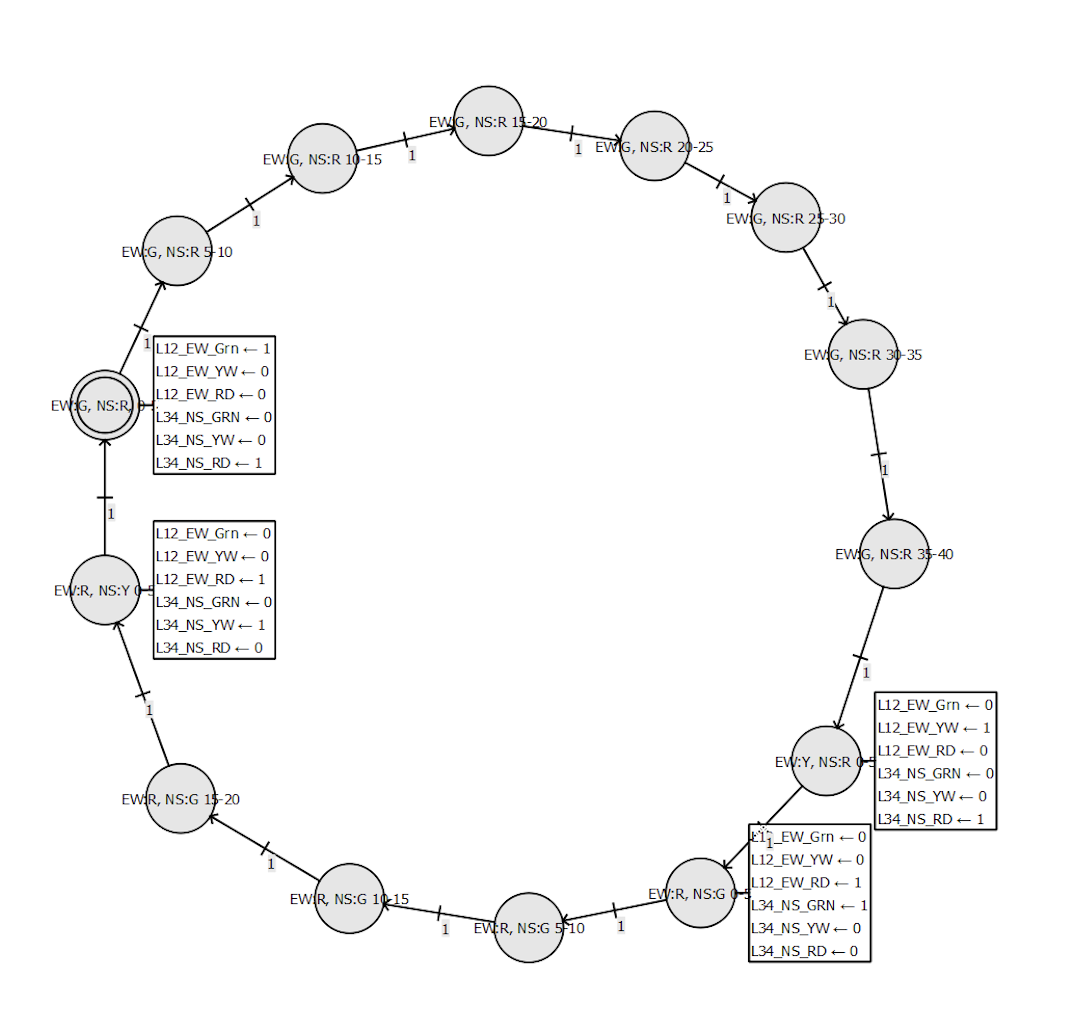 EW:G, NS:R 15-20
EW:G, NS:R 20-25
EW:G, NS:R 10-15
1
1
1
1
EW:G, NS:R 25-30
EW:G, NS:R 5-10
1
1
EW:G, NS:R 30-35
L12_EW_Grn ← 1
L12_EW_YW ← 0
L12_EW_RD ← 0
L34_NS_GRN ← 0
L34_NS_YW ← 0
L34_NS_RD ← 1
EW:G, NS:R, 0-
1
1
EW:G, NS:R 35-40
L12_EW_Grn ← 0
L12_EW_YW ← 0
L12_EW_RD ← 1
L34_NS_GRN ← 0
L34_NS_YW ← 1
L34_NS_RD ← 0
EW:R, NS:Y 0-5
1
1
L12_EW_Grn ← 0
L12_EW_YW ← 1
L12_EW_RD ← 0
L34_NS_GRN ← 0
L34_NS_YW ← 0
L34_NS_RD ← 1
EW:Y, NS:R 0-5
EW:R, NS:G 15-20
1
L12_EW_Grn ← 0
L12_EW_YW ← 0
L12_EW_RD ← 1
L34_NS_GRN ← 1
L34_NS_YW ← 0
L34_NS_RD ← 0
1
EW:R, NS:G 0-5
EW:R, NS:G 10-15
1
1
EW:R, NS:G 5-10